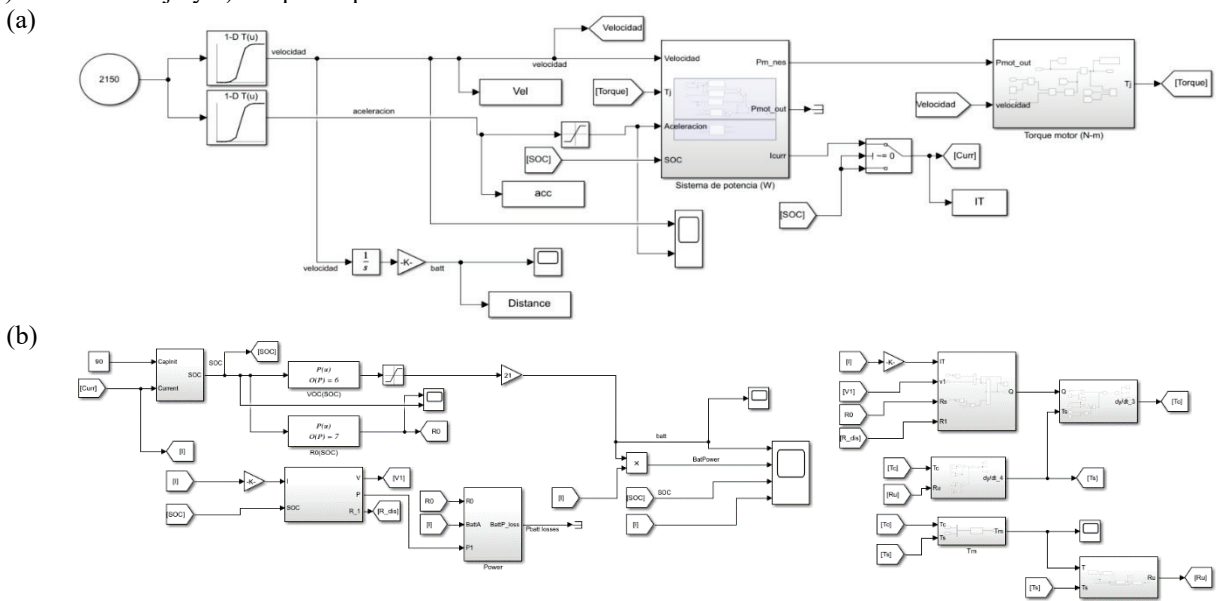 (a)
1-D T(u)
velocidad
Velocidad
2150
velocidad
Velocidad
Pm_nes
Pmot_out
[Torque]
1-D T(u)
Vel
[Torque]
Tj
Pmot_out
Velocidad
velocidad
Tj
aceleracion
Aceleracion
Torque motor (N-m)
[SOC]
SOC
Icurr
~= 0
[Curr]
acc
Sistema de potencia (W)
[SOC]
IT
1
s
-K-
velocidad
batt
Distance
(b)
90
CapInit
SOC
SOC
[SOC]
[Curr]
Current
P(u)
O(P) = 6
VOC(SOC)
21
P(u)
O(P) = 7
R0(SOC)
R0
[I]
batt
BatPower
[I]
-K-
I
V
[V1]
P
[SOC]
SOC
R_1
[R_dis]
R0
R0
[I]
BattA
BattP_loss
Pbatt losses
P1
Power
[I]
[SOC]
SOC
[I]
[I]
-K-
IT
[V1]
v1
Q
Q
R0
Rs
Ts
dy/dt_3
[Tc]
[R_dis]
R1
[Tc]
Tc
[Ru]
Ru
dy/dt_4
[Ts]
[Tc]
Tc
Tm
[Ts]
Ts
Tm
T
Ru
[Ru]
[Ts]
Ts